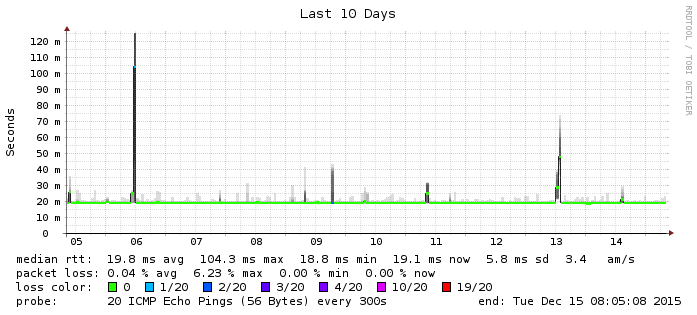 Last 10 Days
RRDTOOL / TOBI OETIKER
Seconds
120 m
110 m
100 m
90 m
80 m
70 m
60 m
50 m
40 m
30 m
20 m
10 m
0
05 06 07 08 09 10 11 12 13 14
median rtt: 19.8 ms avg 104.3 ms max 18.8 ms min 19.1 ms now 5.8 ms sd 3.4 am/s
packet loss: 0.04 % avg 6.23 % max 0.00 % min 0.00 % now
loss color: 0 1/20 2/20 3/20 4/20 10/20 19/20
probe: 20 ICMP Echo Pings (56 Bytes) every 300s end: Tue Dec 15 08:05:08 2015